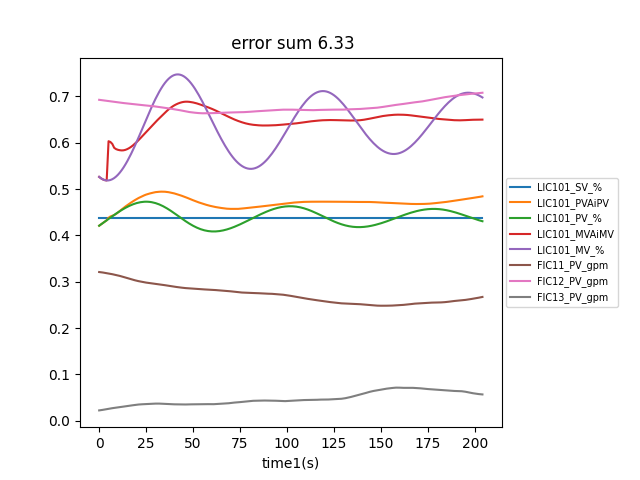 error sum 6.33
0.7
0.6
0.5
0.4
0.3
0.2
0.1
0.0
0 25 50 75 100 125 150 175 200
time1(s)
LIC101_SV_%
LIC101_PVAiPV
LIC101_PV_%
LIC101_MVAiMV
LIC101_MV_%
FIC11_PV_gpm
FIC12_PV_gpm
FIC13_PV_gpm